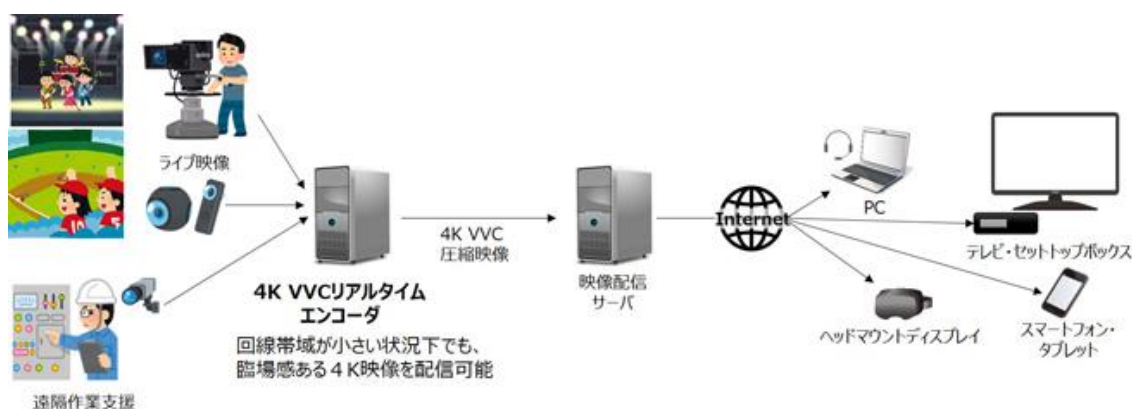 ライブ映像
遠隔作業支援
4K VVCリアルタイム
エンコーダ
回線帯域が小さい状況下でも、
臨場感ある４K映像を配信可能
4K VVC
圧縮映像
映像配信
サーバ
Internet
PC
テレビ・セットトップボックス
スマートフォン・
タブレット
ヘッドマウントディスプレイ